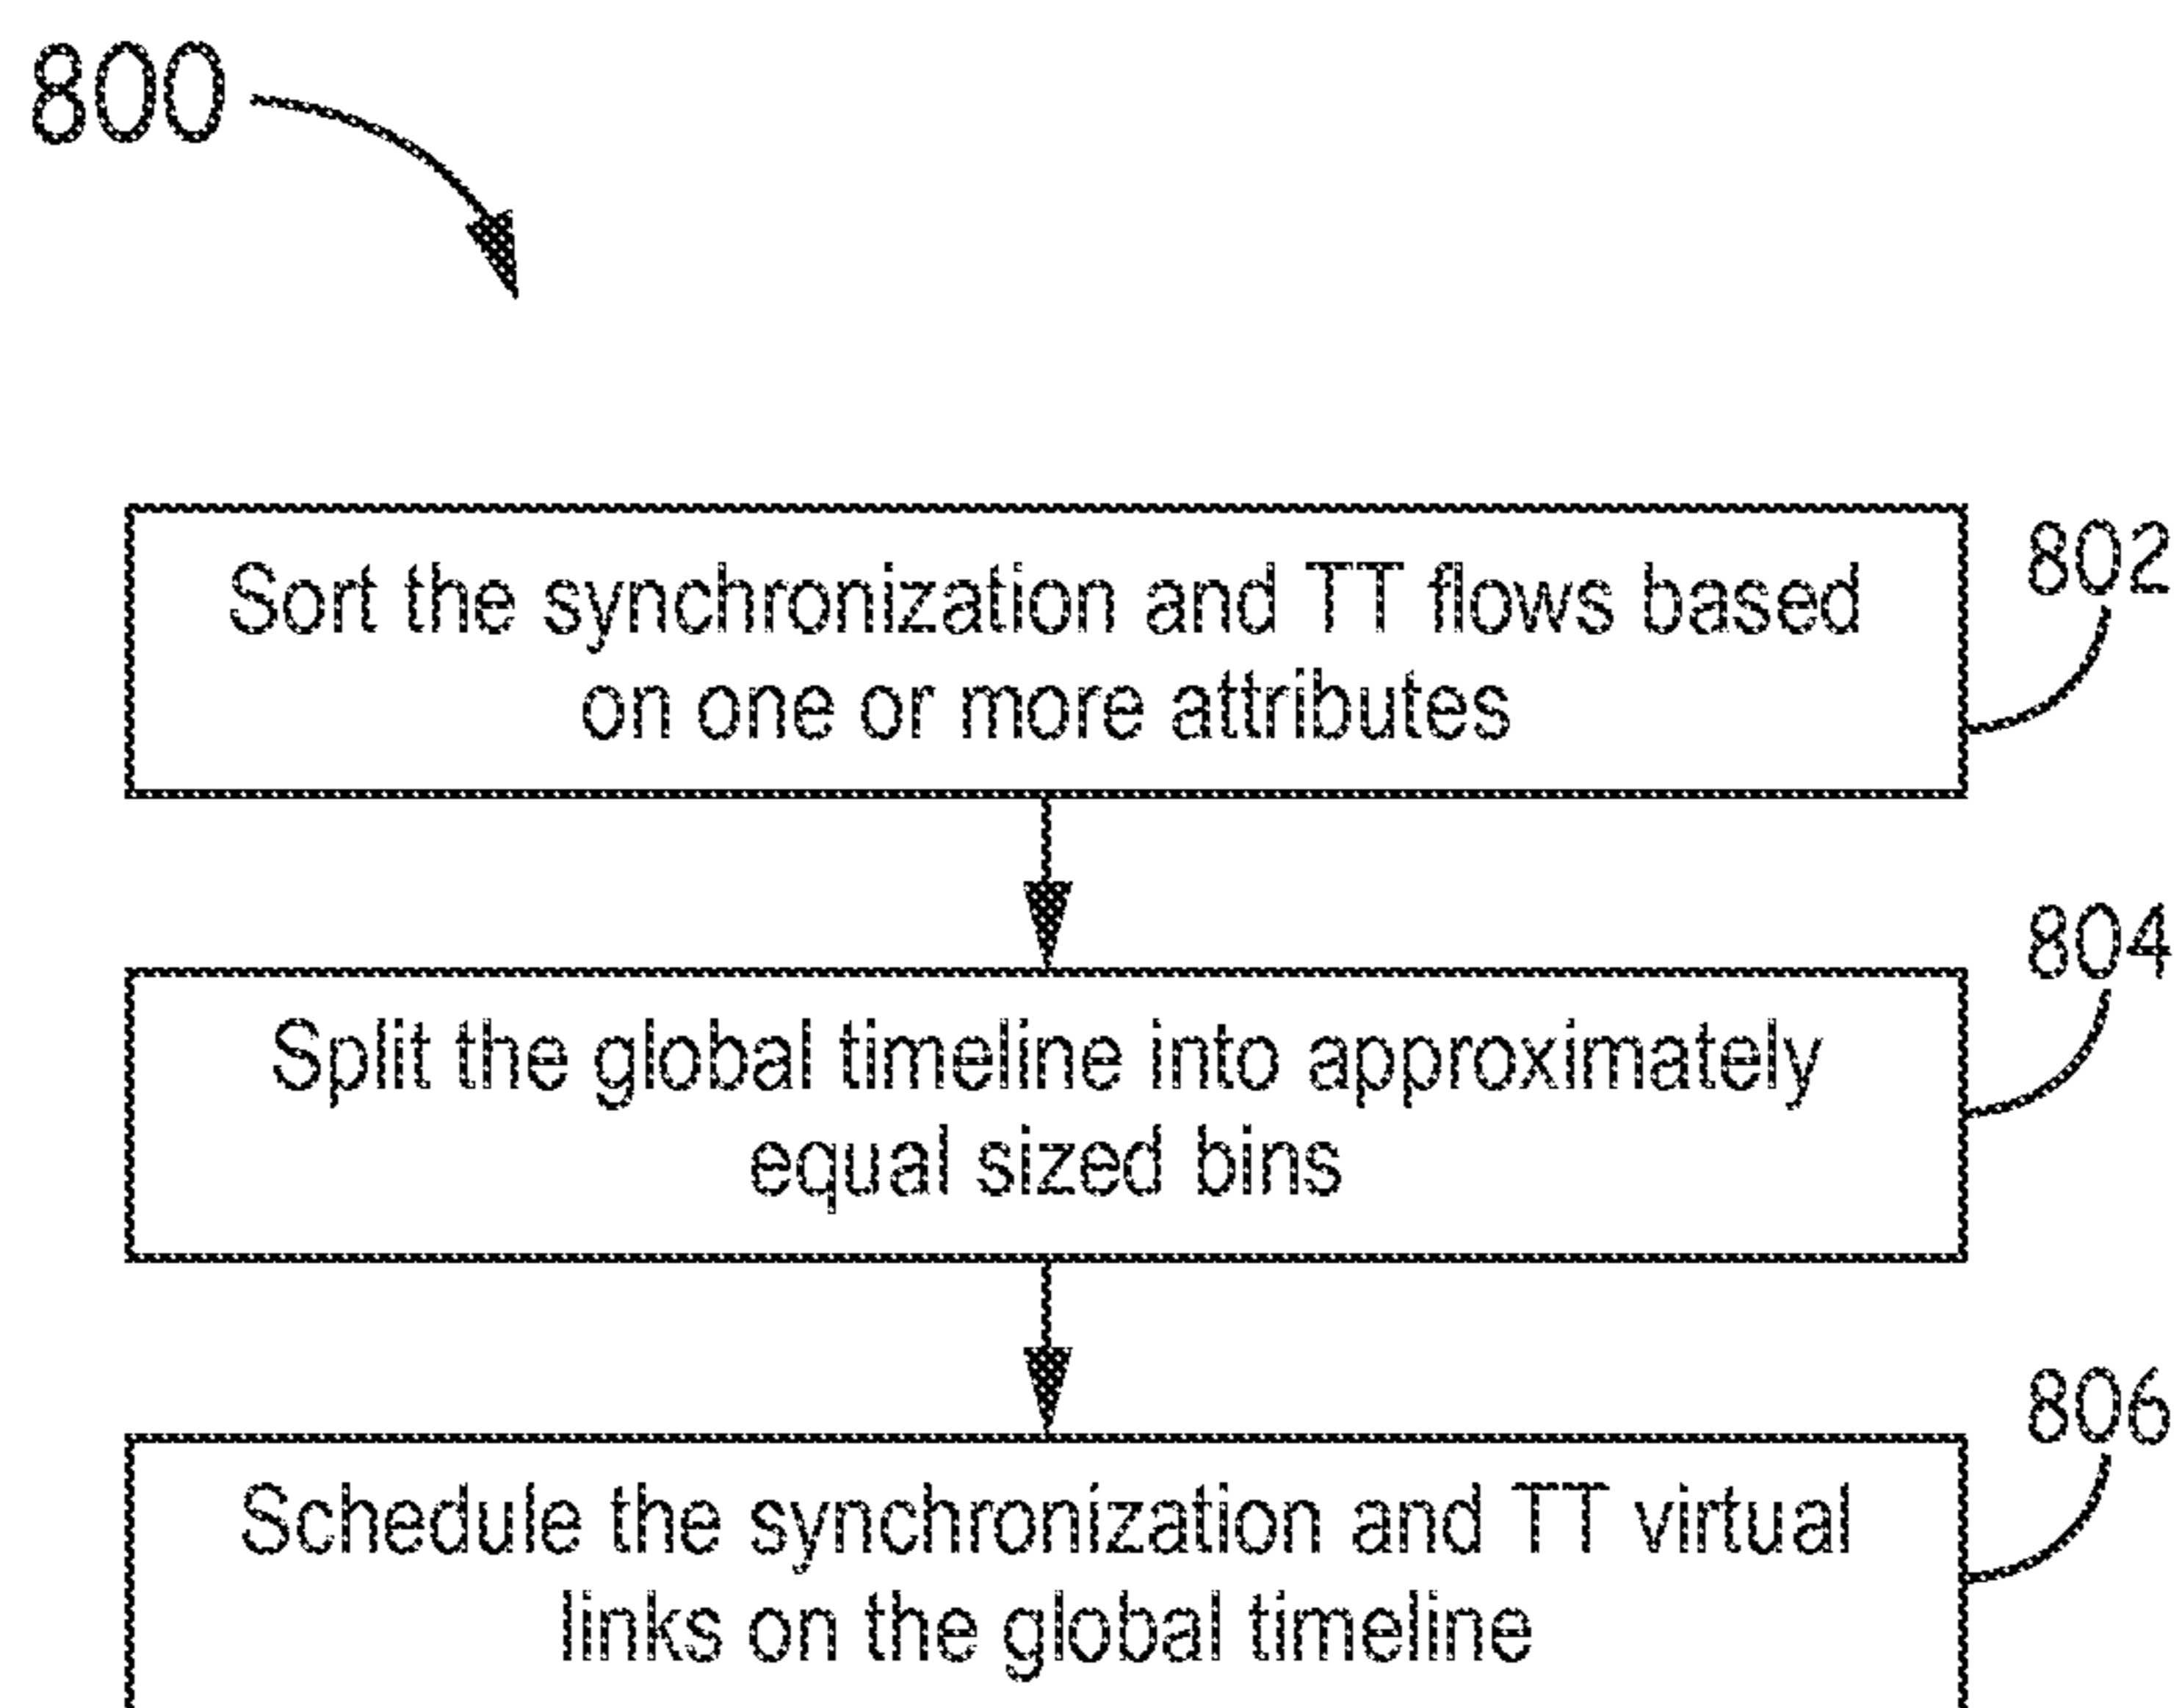 800
Sort the synchronization and TT flows based
on one or more attributes
802
Split the global timeline into approximately
equal sized bins
804
Schedule the synchronization and TT virtual
links on the global timeline
806